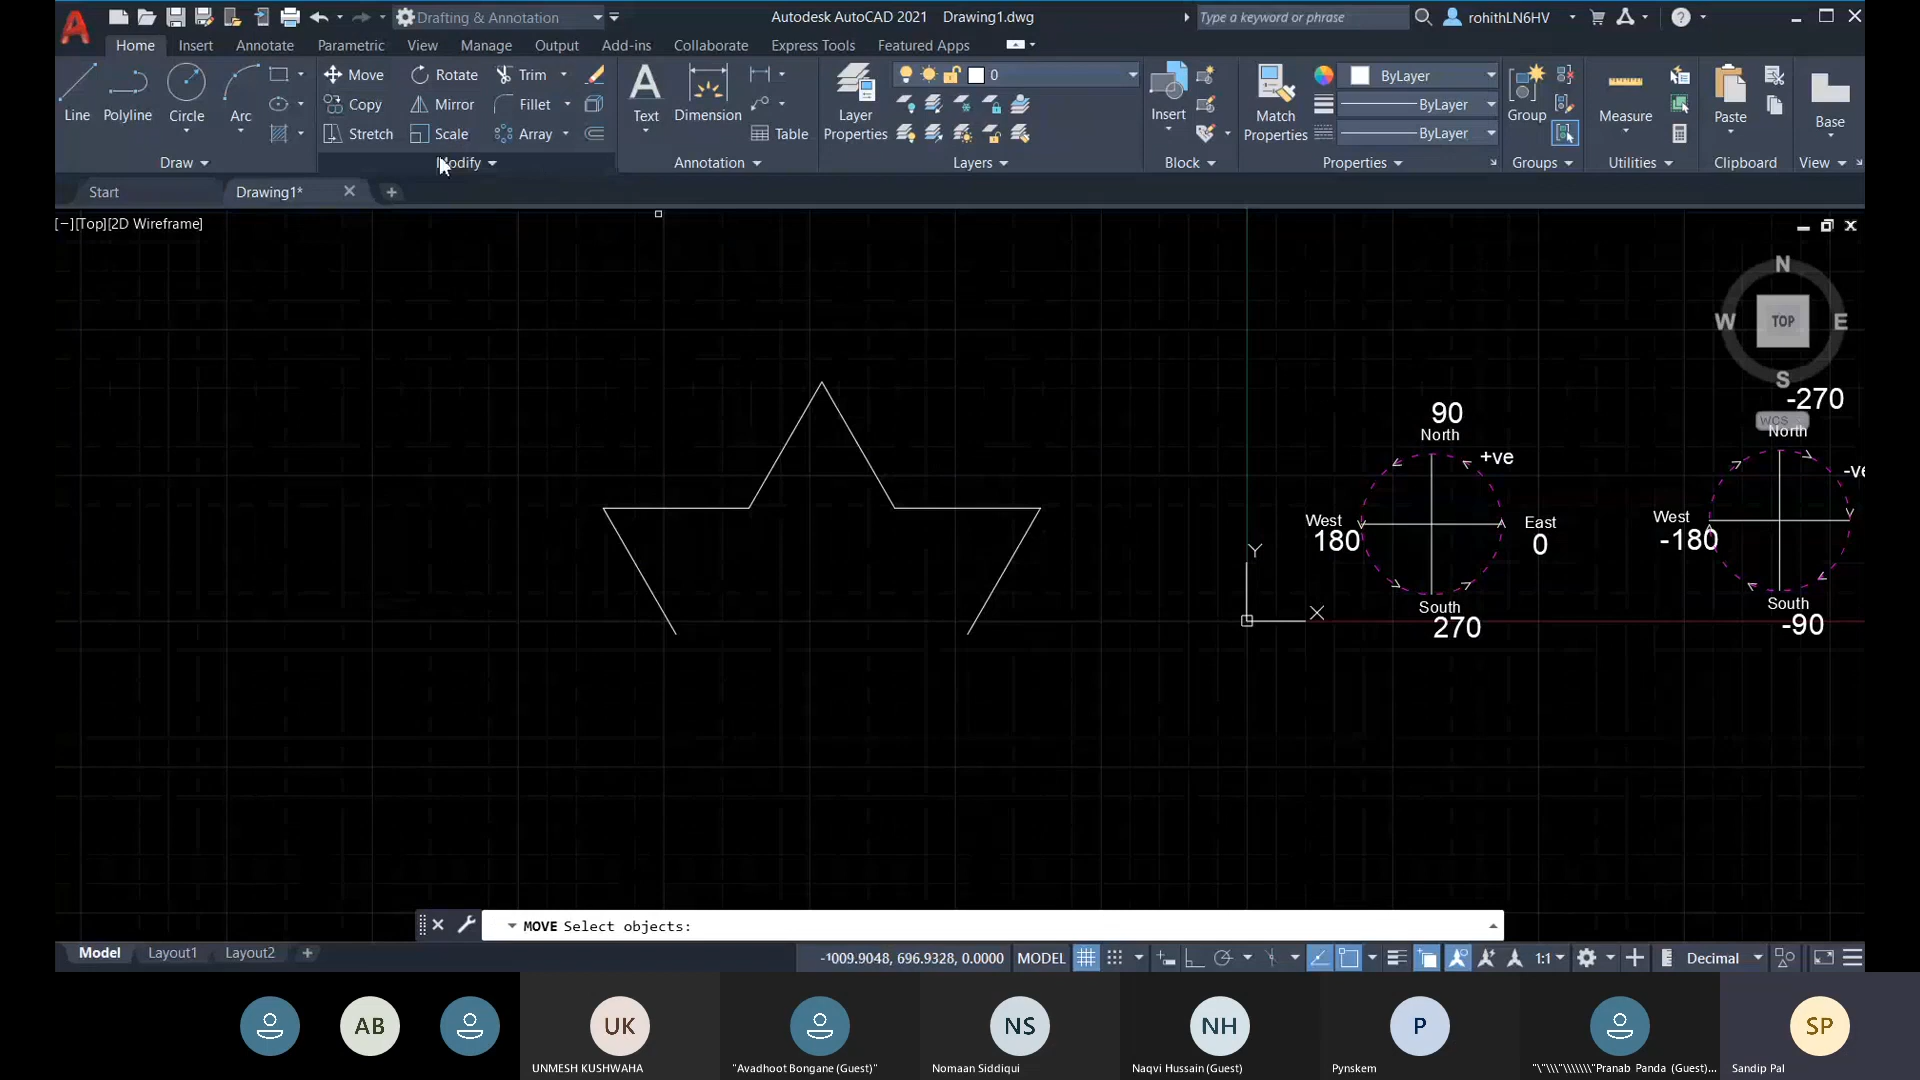 Drafting & Annotation
Autodesk AutoCAD 2021 Drawing1.dwg
Type a keyword or phrase
rohithLN6HV
Home Insert Annotate Parametric View Manage Output Add-ins Collaborate Express Tools Featured Apps
Move Rotate Trim
Copy Mirror Fillet
Stretch Scale Array
Line Polyline Circle Arc
Text Dimension Table
Layer Properties
0
Insert
Match Properties
ByLayer
ByLayer
ByLayer
Group
Measure
Paste
Base
Draw Modify Annotation Layers Block Properties Groups Utilities Clipboard View
Start Drawing1*
[−][Top][2D Wireframe]
N
W TOP E
S
-270
WCS
North
90
North
+ve
-ve
West
180
East
0
West
-180
South
270
South
-90
Y
X
MOVE Select objects:
Model Layout1 Layout2
-1009.9048, 696.9328, 0.0000 MODEL 1:1 Decimal
AB UK NS NH P SP
UNMESH KUSHWAHA "Avadhoot Bongane (Guest)" Nomaan Siddiqui Naqvi Hussain (Guest) Pynskem "\"\\\"\\\\\\\"Pranab Panda (Guest)... Sandip Pal